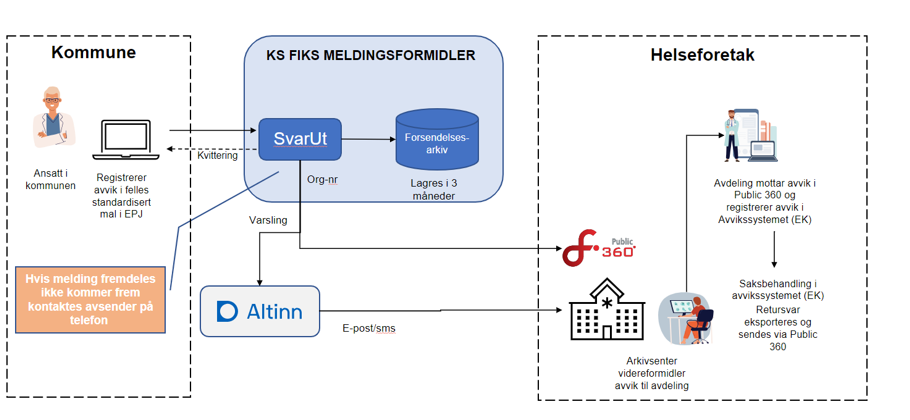 Kommune
Ansatt i
kommunen
Registrerer
avvik i felles
standardisert
mal i EPJ
Hvis melding fremdeles
ikke kommer frem
kontaktes avsender på
telefon
KS FIKS MELDINGSFORMIDLER
SvarUt
Kvittering
Forsendelses-
arkiv
Lagres i 3
måneder
Org-nr
Varsling
Altinn
E-post/sms
Helseforetak
Public
360°
Arkivsenter
videreformidler
avvik til avdeling
Avdeling mottar avvik i
Public 360 og
registrerer avvik i
Avvikssystemet (EK)
Saksbehandling i
avvikssystemet (EK)
Retursvar
eksporteres og
sendes via Public
360